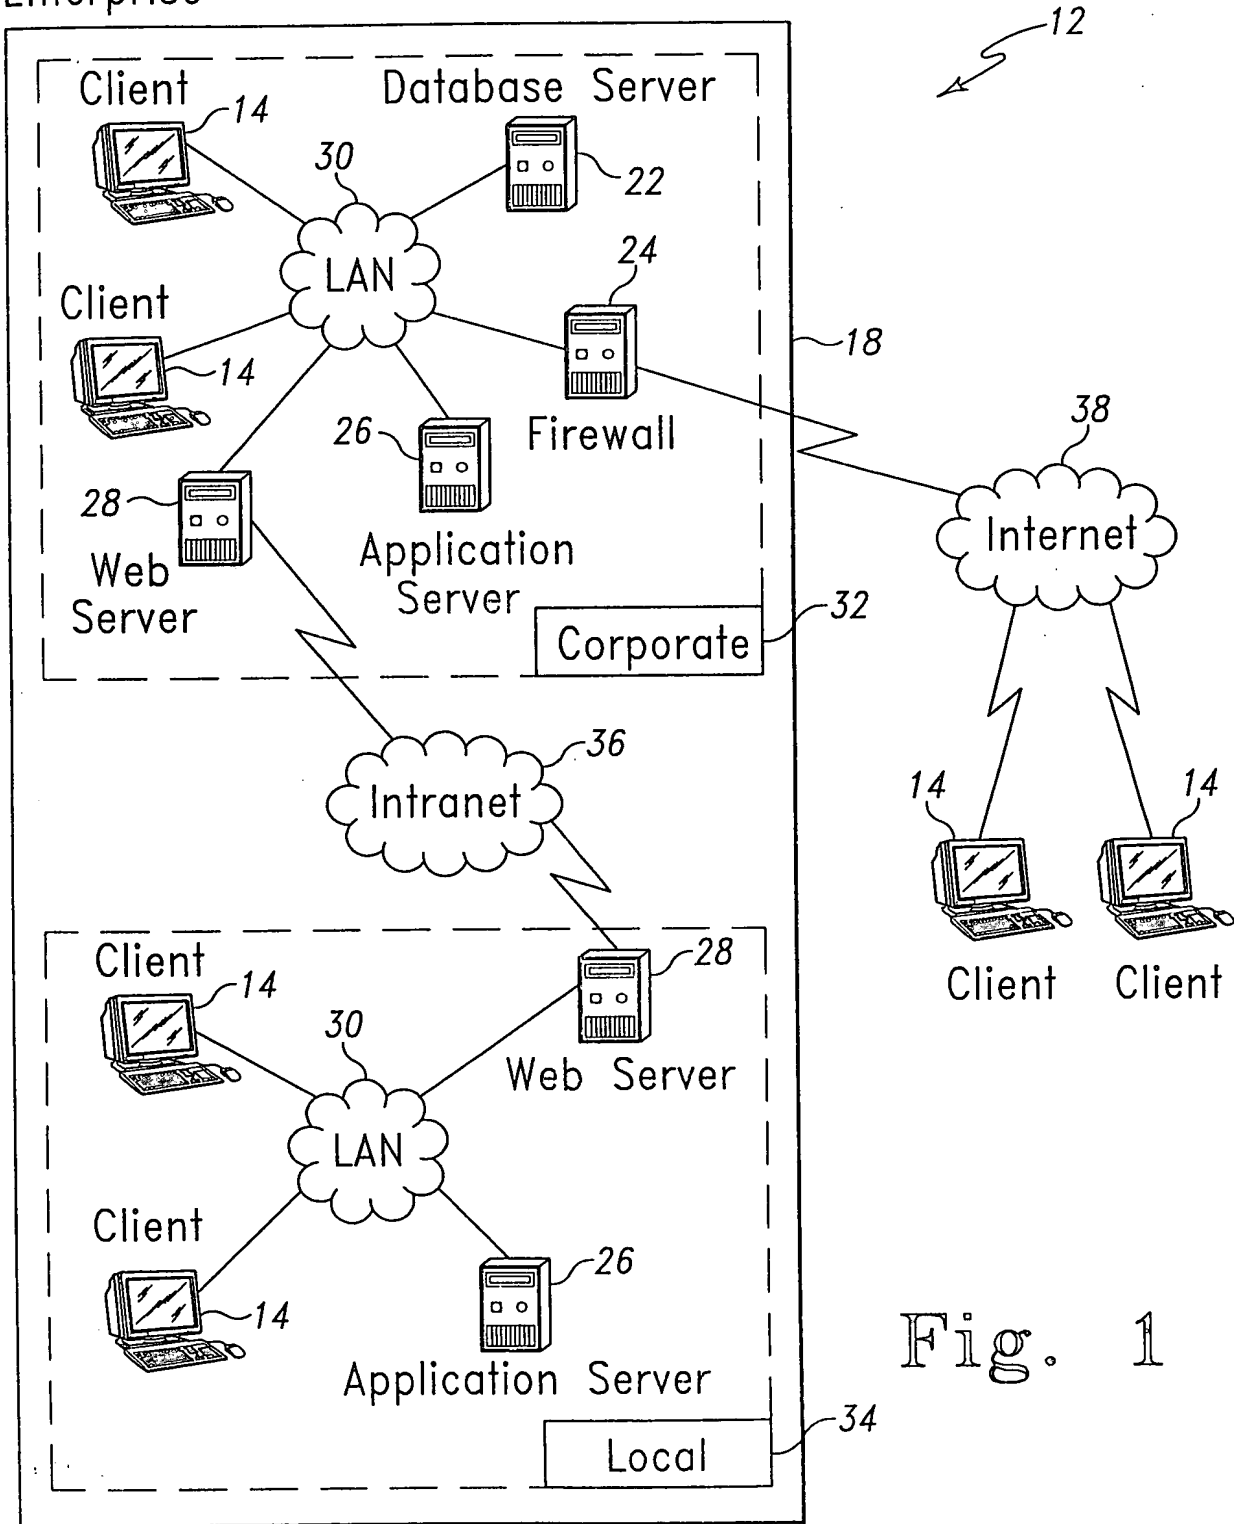 Enterprise
12
Client
Database Server
14
30
22
LAN
24
Client
18
14
38
26
Firewall
28
Internet
Application
Server
Web
Server
32
Corporate
36
Intranet
14
14
Client
28
14
Client
Client
30
Web Server
LAN
Client
26
14
Fig. 1
Application Server
34
Local